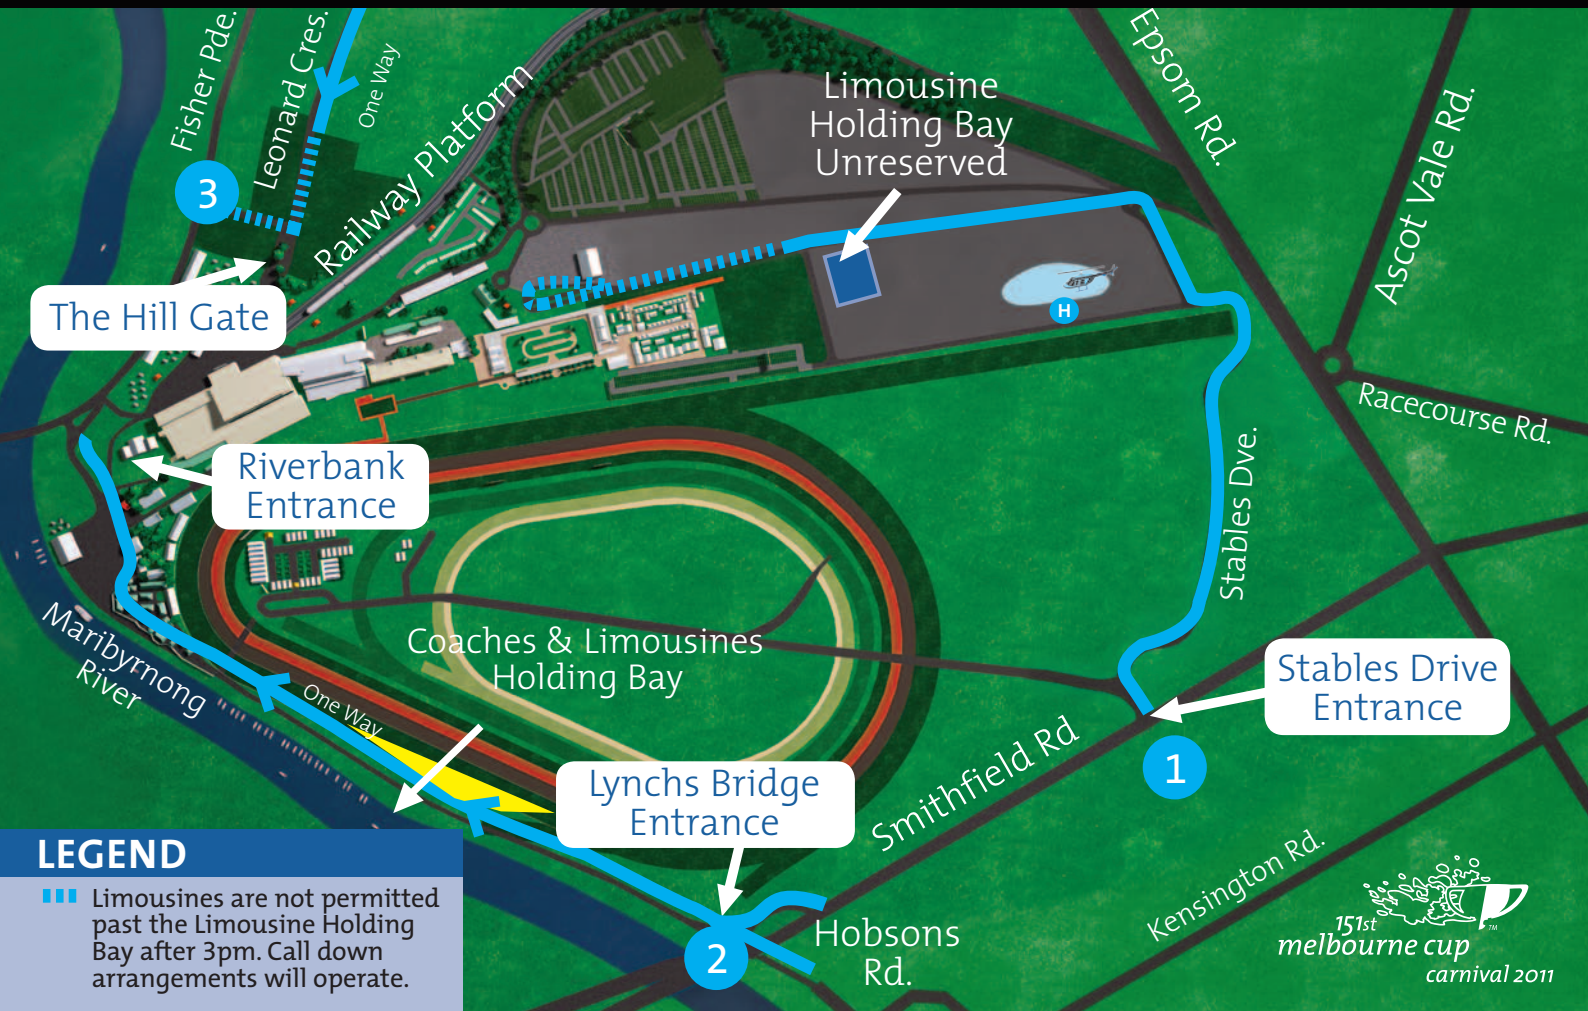 Fisher Pde.
Leonard Cres.
One Way
Railway Platform
3
The Hill Gate
Limousine
Holding Bay
Unreserved
H
Epsom Rd.
Ascot Vale Rd.
Racecourse Rd.
Stables Dve.
Riverbank
Entrance
Maribyrnong
River
One Way
Coaches & Limousines
Holding Bay
Stables Drive
Entrance
1
Smithfield Rd
Lynchs Bridge
Entrance
2
Hobsons
Rd.
Kensington Rd.
LEGEND
Limousines are not permitted
past the Limousine Holding
Bay after 3pm. Call down
arrangements will operate.
151st
melbourne cup
TM
carnival 2011